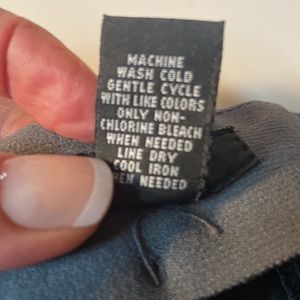 MACHINE
WASH COLD
GENTLE CYCLE
WITH LIKE COLORS
ONLY NON-
CHLORINE BLEACH
WHEN NEEDED
LINE DRY
COOL IRON
WHEN NEEDED